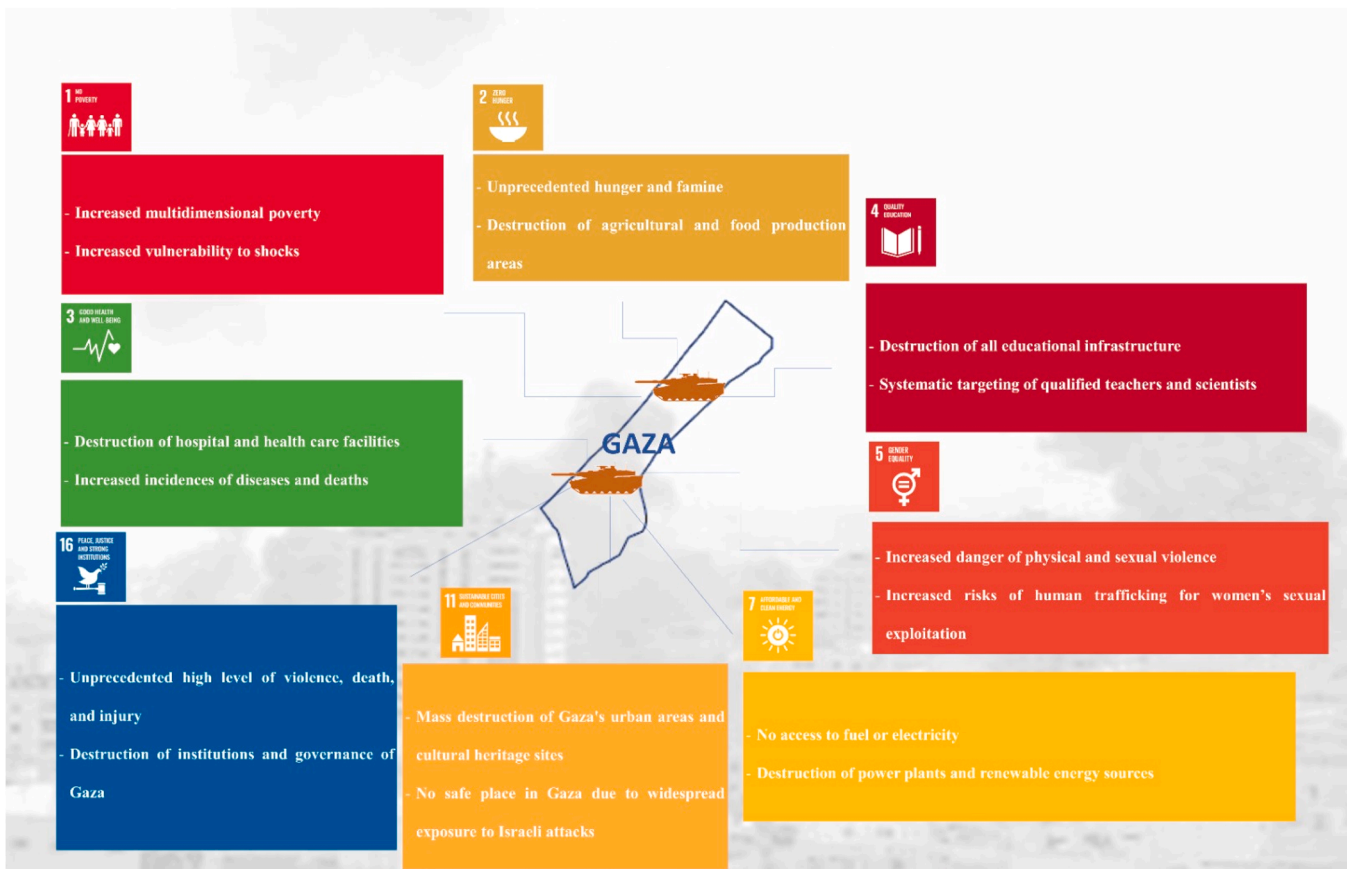 1 NO
POVERTY
- Increased multidimensional poverty
- Increased vulnerability to shocks
2 ZERO
HUNGER
- Unprecedented hunger and famine
- Destruction of agricultural and food production
areas
4 QUALITY
EDUCATION
- Destruction of all educational infrastructure
- Systematic targeting of qualified teachers and scientists
3 GOOD HEALTH
AND WELL-BEING
- Destruction of hospital and health care facilities
- Increased incidences of diseases and deaths
GAZA
5 GENDER
EQUALITY
- Increased danger of physical and sexual violence
- Increased risks of human trafficking for women's sexual
exploitation
16 PEACE, JUSTICE
AND STRONG
INSTITUTIONS
- Unprecedented high level of violence, death,
and injury
- Destruction of institutions and governance of
Gaza
11 SUSTAINABLE CITIES
AND COMMUNITIES
- Mass destruction of Gaza's urban areas and
cultural heritage sites
- No safe place in Gaza due to widespread
exposure to Israeli attacks
7 AFFORDABLE AND
CLEAN ENERGY
- No access to fuel or electricity
- Destruction of power plants and renewable energy sources